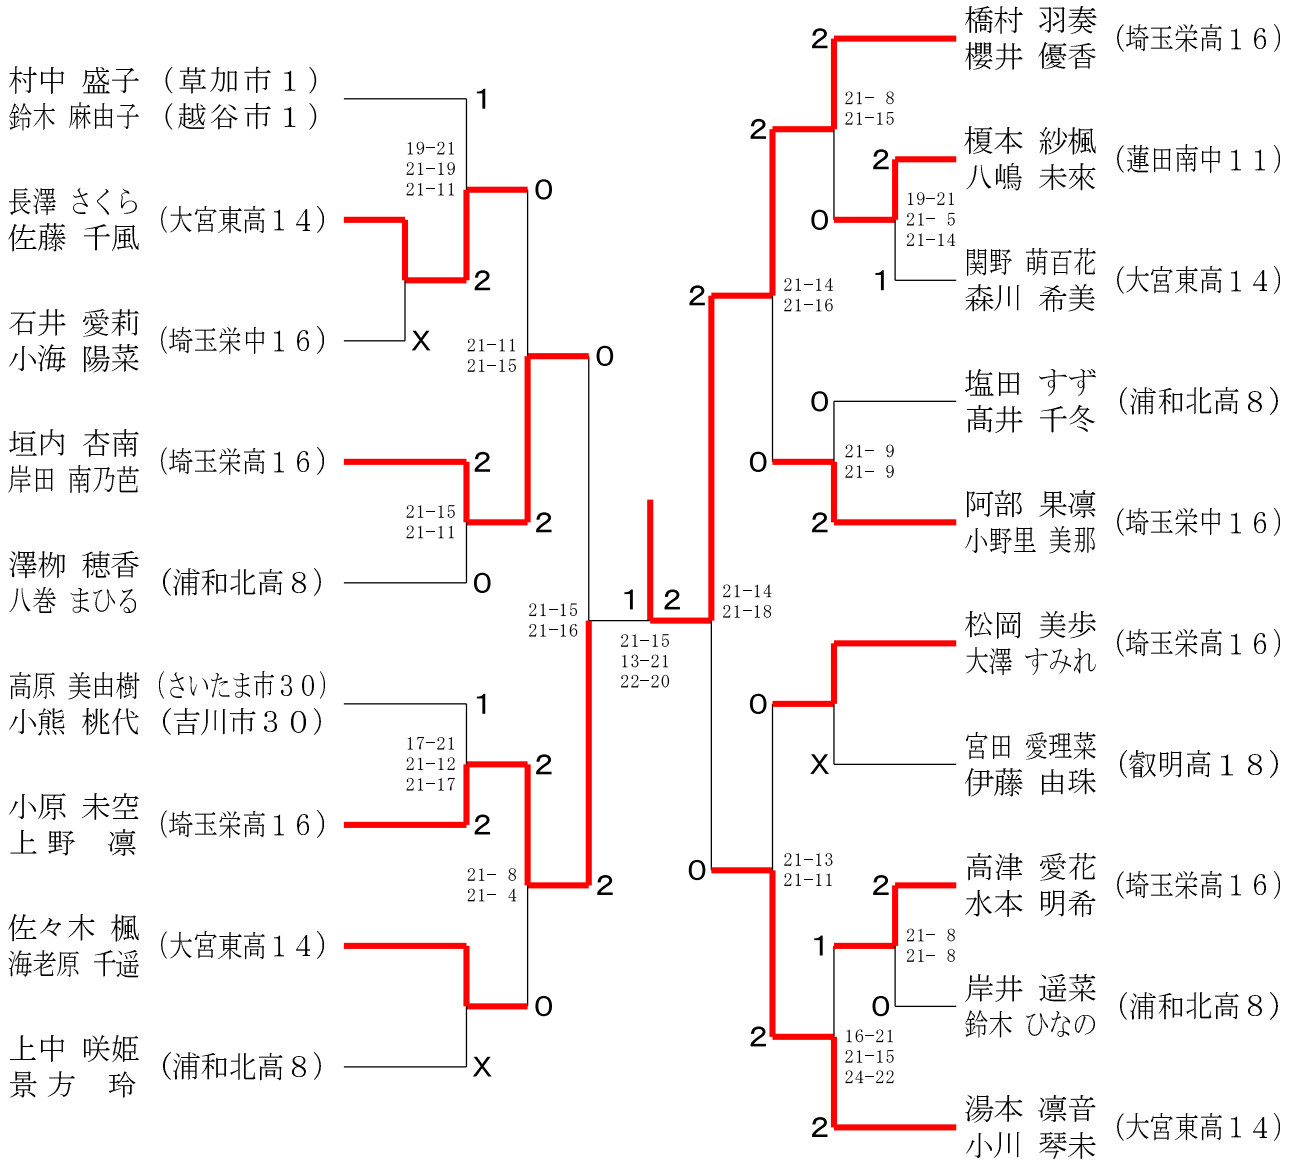 村中 盛子 (草加市1)
鈴木 麻由子 (越谷市1)
1
19-21
21-19
21-11
0
長澤 さくら
佐藤 千風
(大宮東高14)
2
石井 愛莉
小海 陽菜
(埼玉栄中16)
X
21-11
21-15
0
垣内 杏南
岸田 南乃芭
(埼玉栄高16)
2
21-15
21-11
2
澤栁 穂香
八巻 まひる
(浦和北高8)
0
21-15
21-16
高原 美由樹 (さいたま市30)
小熊 桃代 (吉川市30)
1
17-21
21-12
21-17
2
小原 未空
上野 凛
(埼玉栄高16)
2
21- 8
21- 4
2
佐々木 楓
海老原 千遥
(大宮東高14)
0
上中 咲姫
景方 玲
(浦和北高8)
X
1 2
21-15
13-21
22-20
2
橋村 羽奏
櫻井 優香
(埼玉栄高16)
21- 8
21-15
2
2
榎本 紗楓
八嶋 未來
(蓮田南中11)
0
19-21
21- 5
21-14
1
関野 萌百花
森川 希美
(大宮東高14)
2
21-14
21-16
0
塩田 すず
髙井 千冬
(浦和北高8)
0
21- 9
21- 9
2
阿部 果凛
小野里 美那
(埼玉栄中16)
21-14
21-18
松岡 美歩
大澤 すみれ
(埼玉栄高16)
0
X
宮田 愛理菜
伊藤 由珠
(叡明高18)
0
21-13
21-11
2
高津 愛花
水本 明希
(埼玉栄高16)
1
21- 8
21- 8
0
岸井 遥菜
鈴木 ひなの
(浦和北高8)
2
16-21
21-15
24-22
2
湯本 凛音
小川 琴未
(大宮東高14)